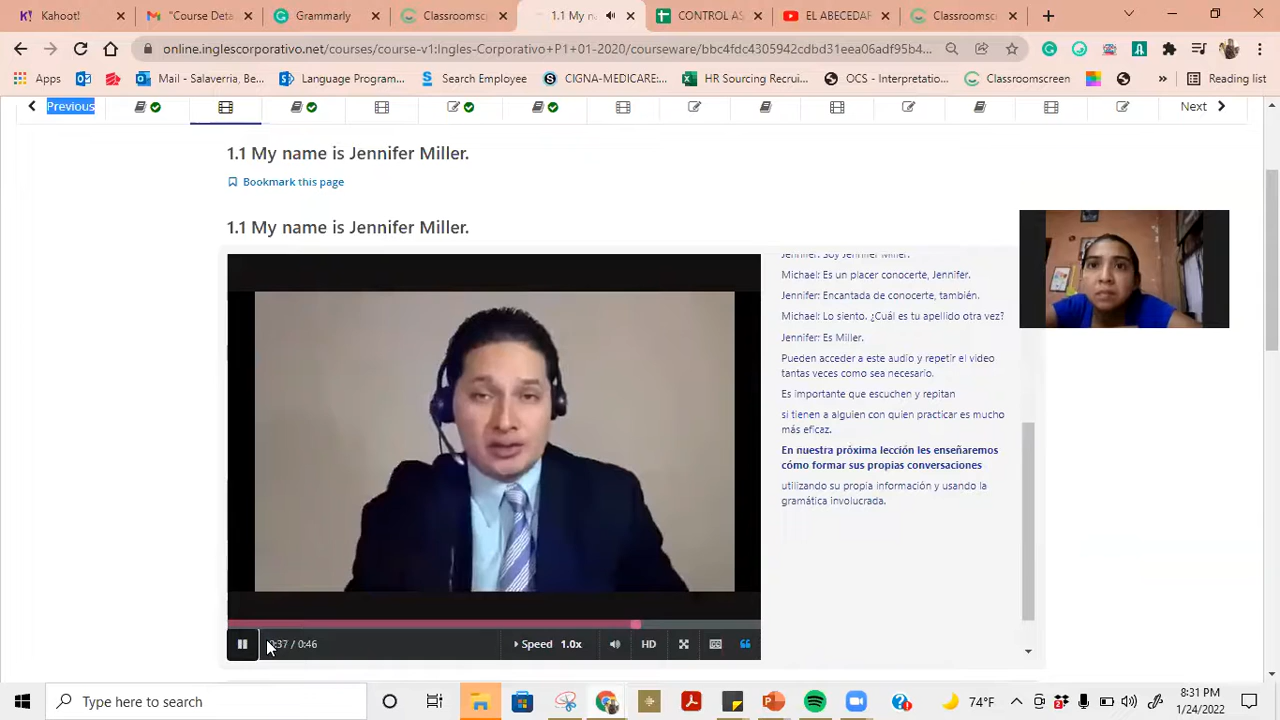 Kahoot!
"Course Deta
Grammarly
Classroomsc
1.1 My n
CONTROL AS
EL ABECEDAR
Classroomsc
online.inglescorporativo.net/courses/course-v1:Ingles-Corporativo+P1+01-2020/courseware/bbc4fdc4305942cdbd31eea06adf95b4...
Apps
Mail - Salaverria, Be...
Language Program...
Search Employee
CIGNA-MEDICARE:...
HR Sourcing Recrui...
OCS - Interpretatio...
Classroomscreen
Reading list
Previous
Next
1.1 My name is Jennifer Miller.
Bookmark this page
1.1 My name is Jennifer Miller.
Jennifer: Soy Jennifer Miller.
Michael: Es un placer conocerte, Jennifer.
Jennifer: Encantada de conocerte, también.
Michael: Lo siento. ¿Cuál es tu apellido otra vez?
Jennifer: Es Miller.
Pueden acceder a este audio y repetir el video
tantas veces como sea necesario.
Es importante que escuchen y repitan
si tienen a alguien con quien practicar es mucho
más eficaz.
En nuestra próxima lección les enseñaremos
cómo formar sus propias conversaciones
utilizando su propia información y usando la
gramática involucrada.
0:37 / 0:46
Speed 1.0x
HD
Type here to search
74°F
8:31 PM
1/24/2022